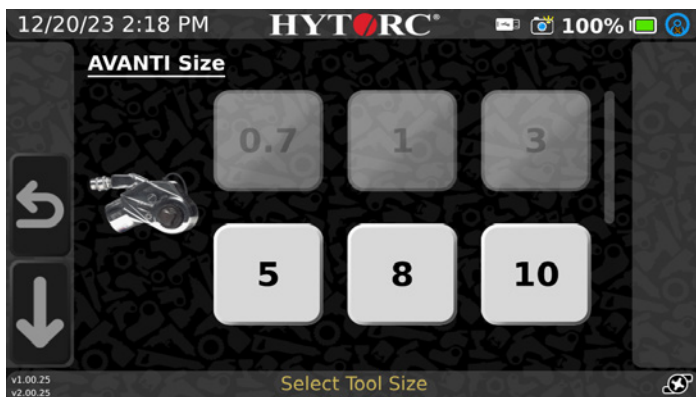 12/20/23 2:18 PM HYTORC® 100%
AVANTI Size
0.7 1 3
5 8 10
v1.00.25
v2.00.25
Select Tool Size